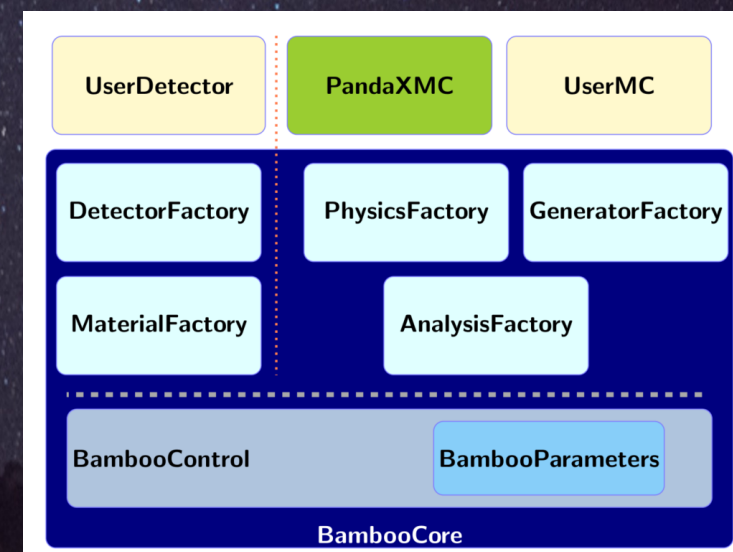 UserDetector
PandaXMC
UserMC
DetectorFactory
PhysicsFactory
GeneratorFactory
MaterialFactory
AnalysisFactory
BambooControl
BambooParameters
BambooCore